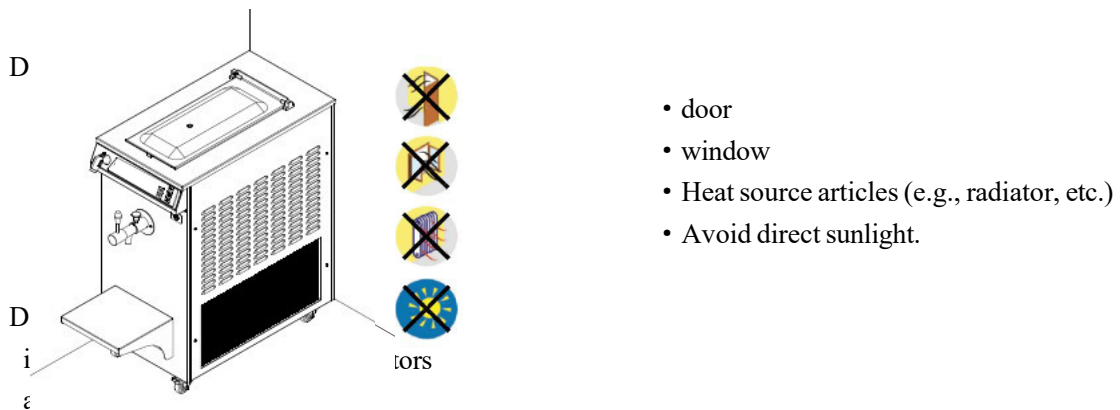 D
• door
• window
• Heat source articles (e.g., radiator, etc.)
• Avoid direct sunlight.
D